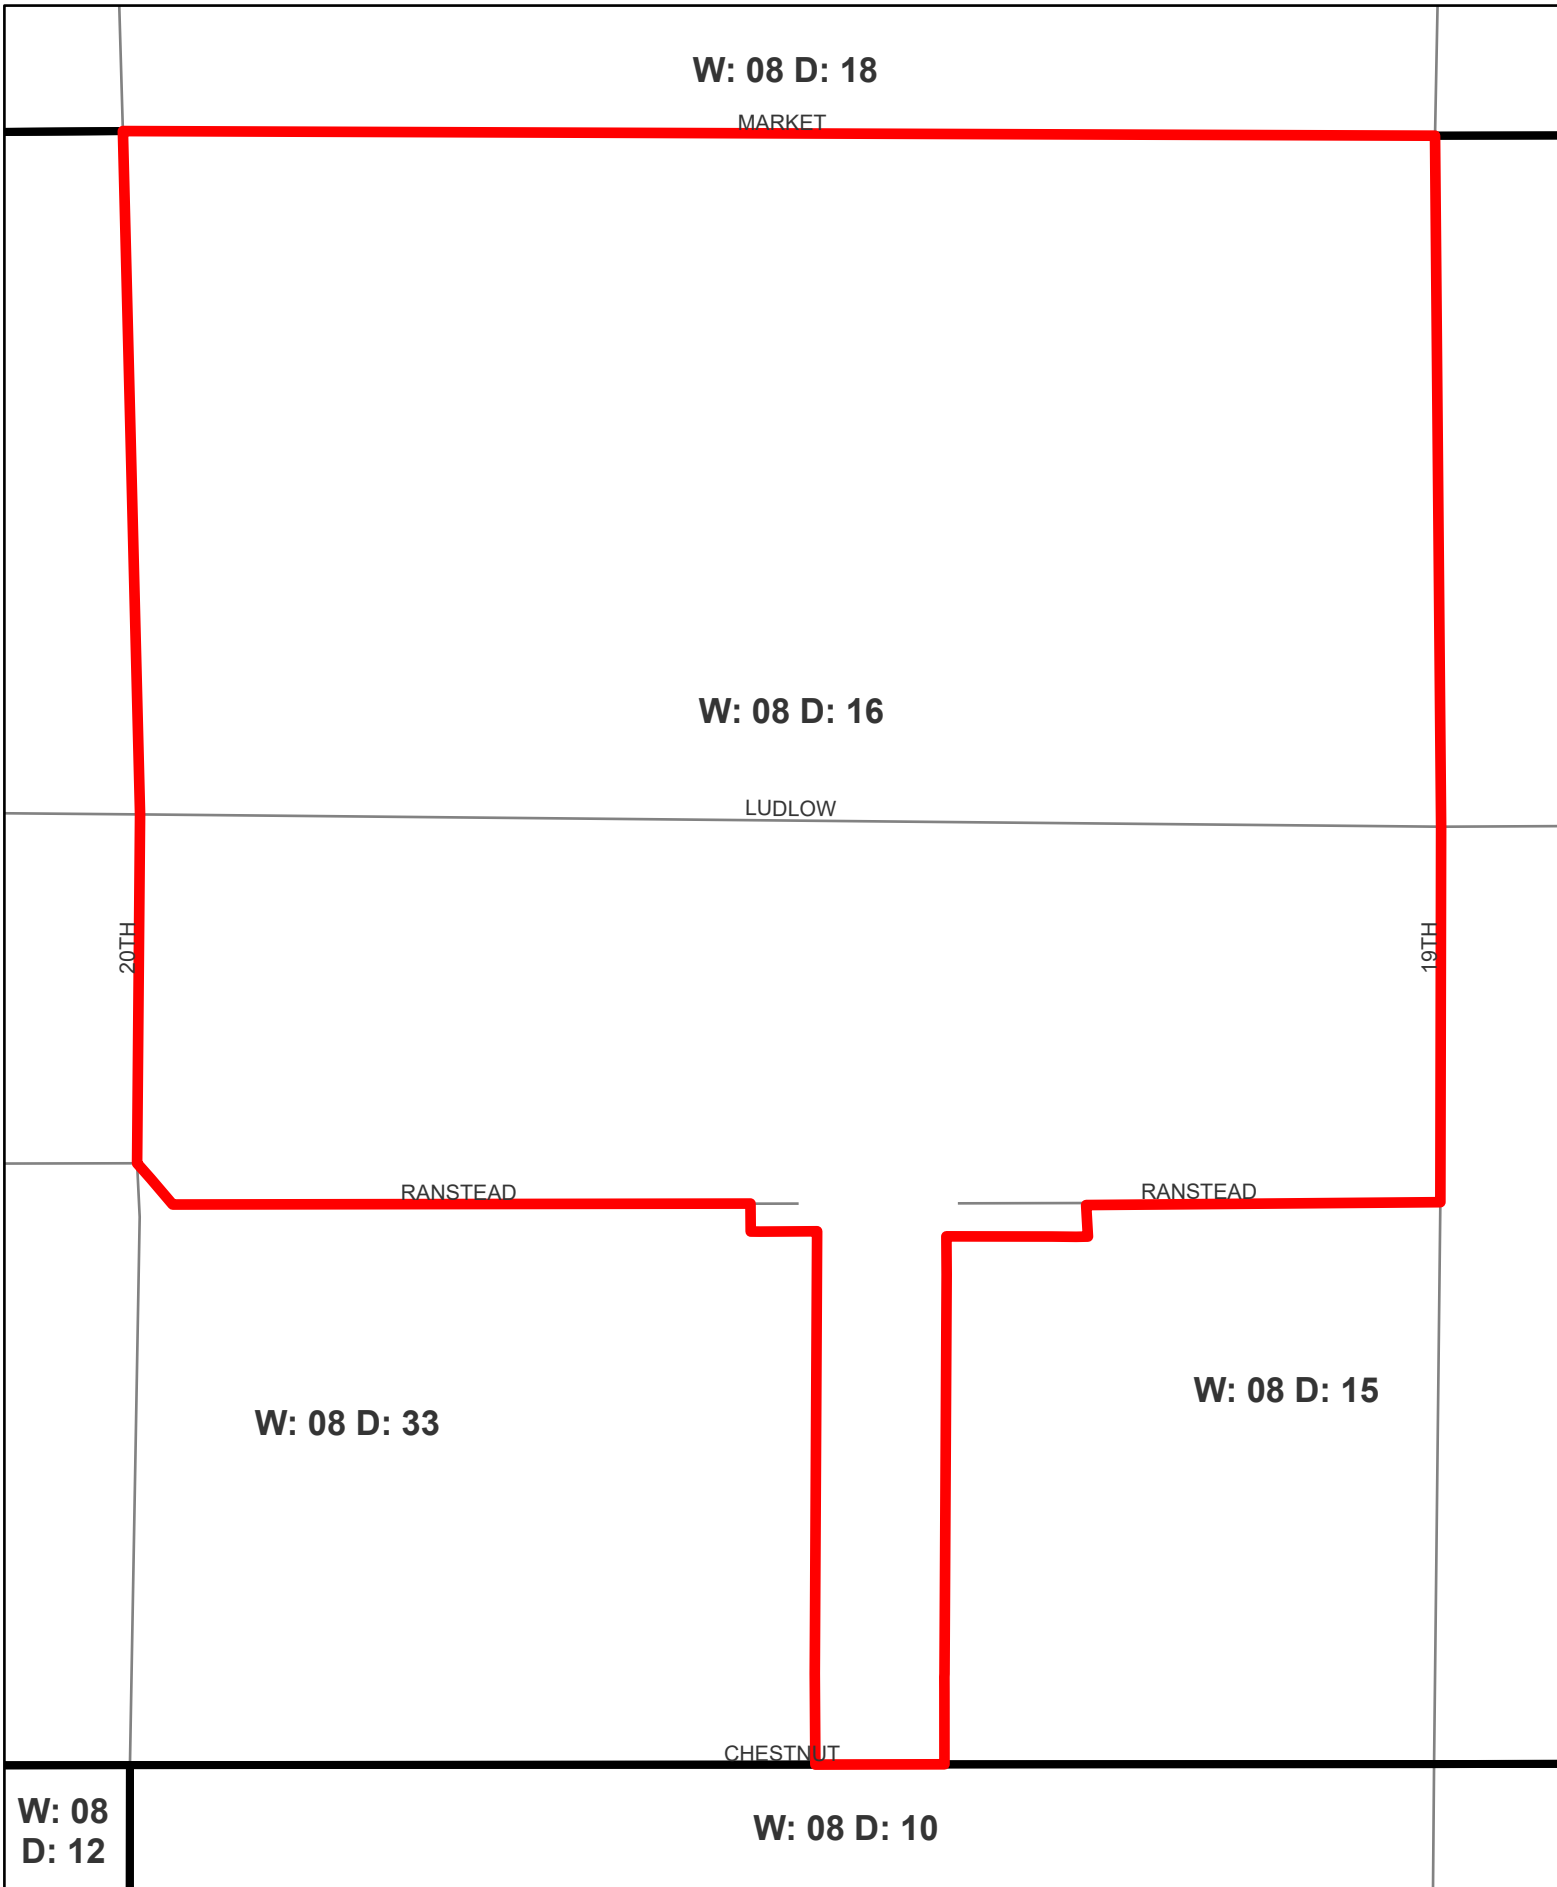 W: 08 D: 18
MARKET
W: 08 D: 16
LUDLOW
20TH
19TH
RANSTEAD
RANSTEAD
W: 08 D: 15
W: 08 D: 33
CHESTNUT
W: 08
D: 12
W: 08 D: 10